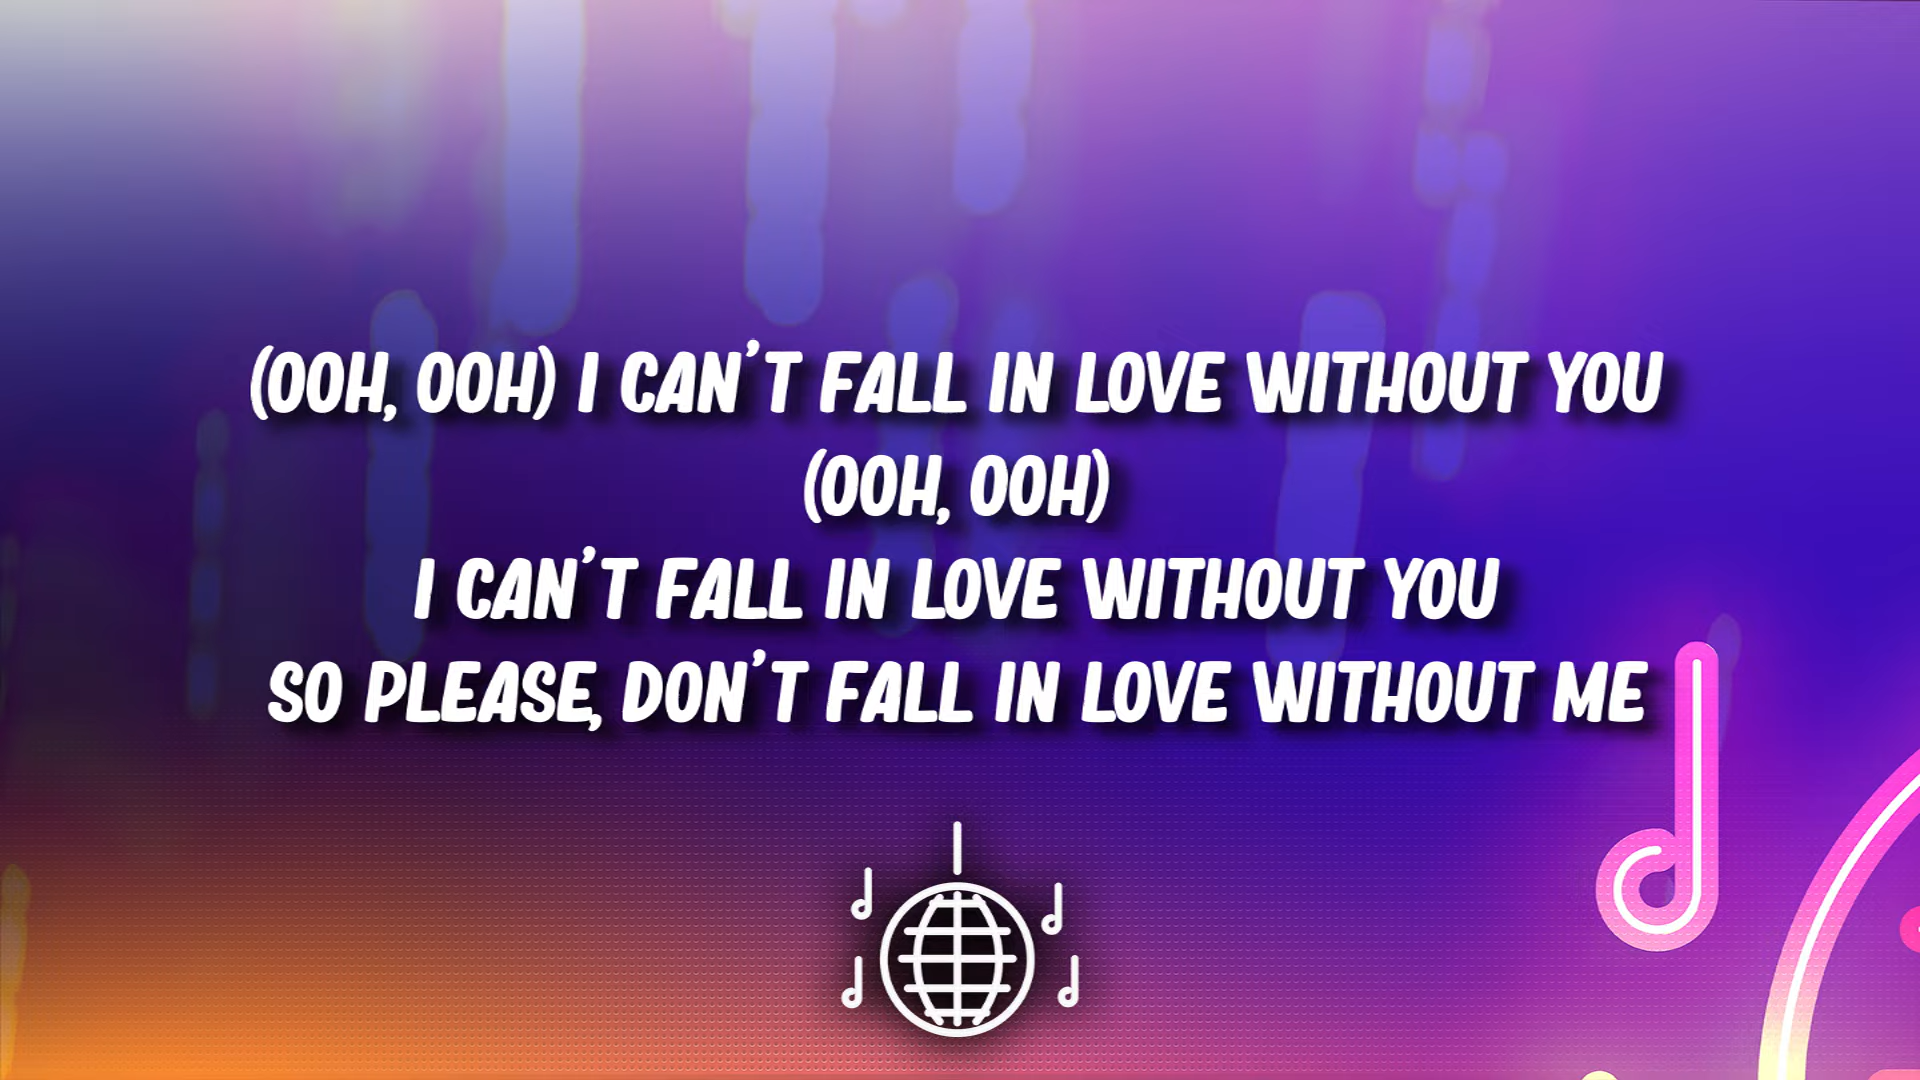 (OOH, OOH) I CAN'T FALL IN LOVE WITHOUT YOU
(OOH, OOH)
I CAN'T FALL IN LOVE WITHOUT YOU
SO PLEASE, DON'T FALL IN LOVE WITHOUT ME